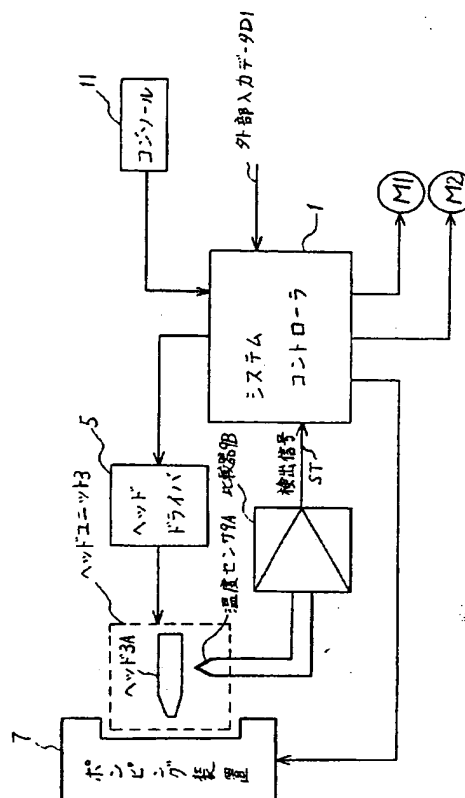 11
コンソール
外部入力データD1
1
システム
コントローラ
M1
M2
5
ヘッド
ドライバ
検出信号
ST
比較器9B
温度センサ9A
ヘッドユニット3
ヘッド3A
7
ポンピング装置